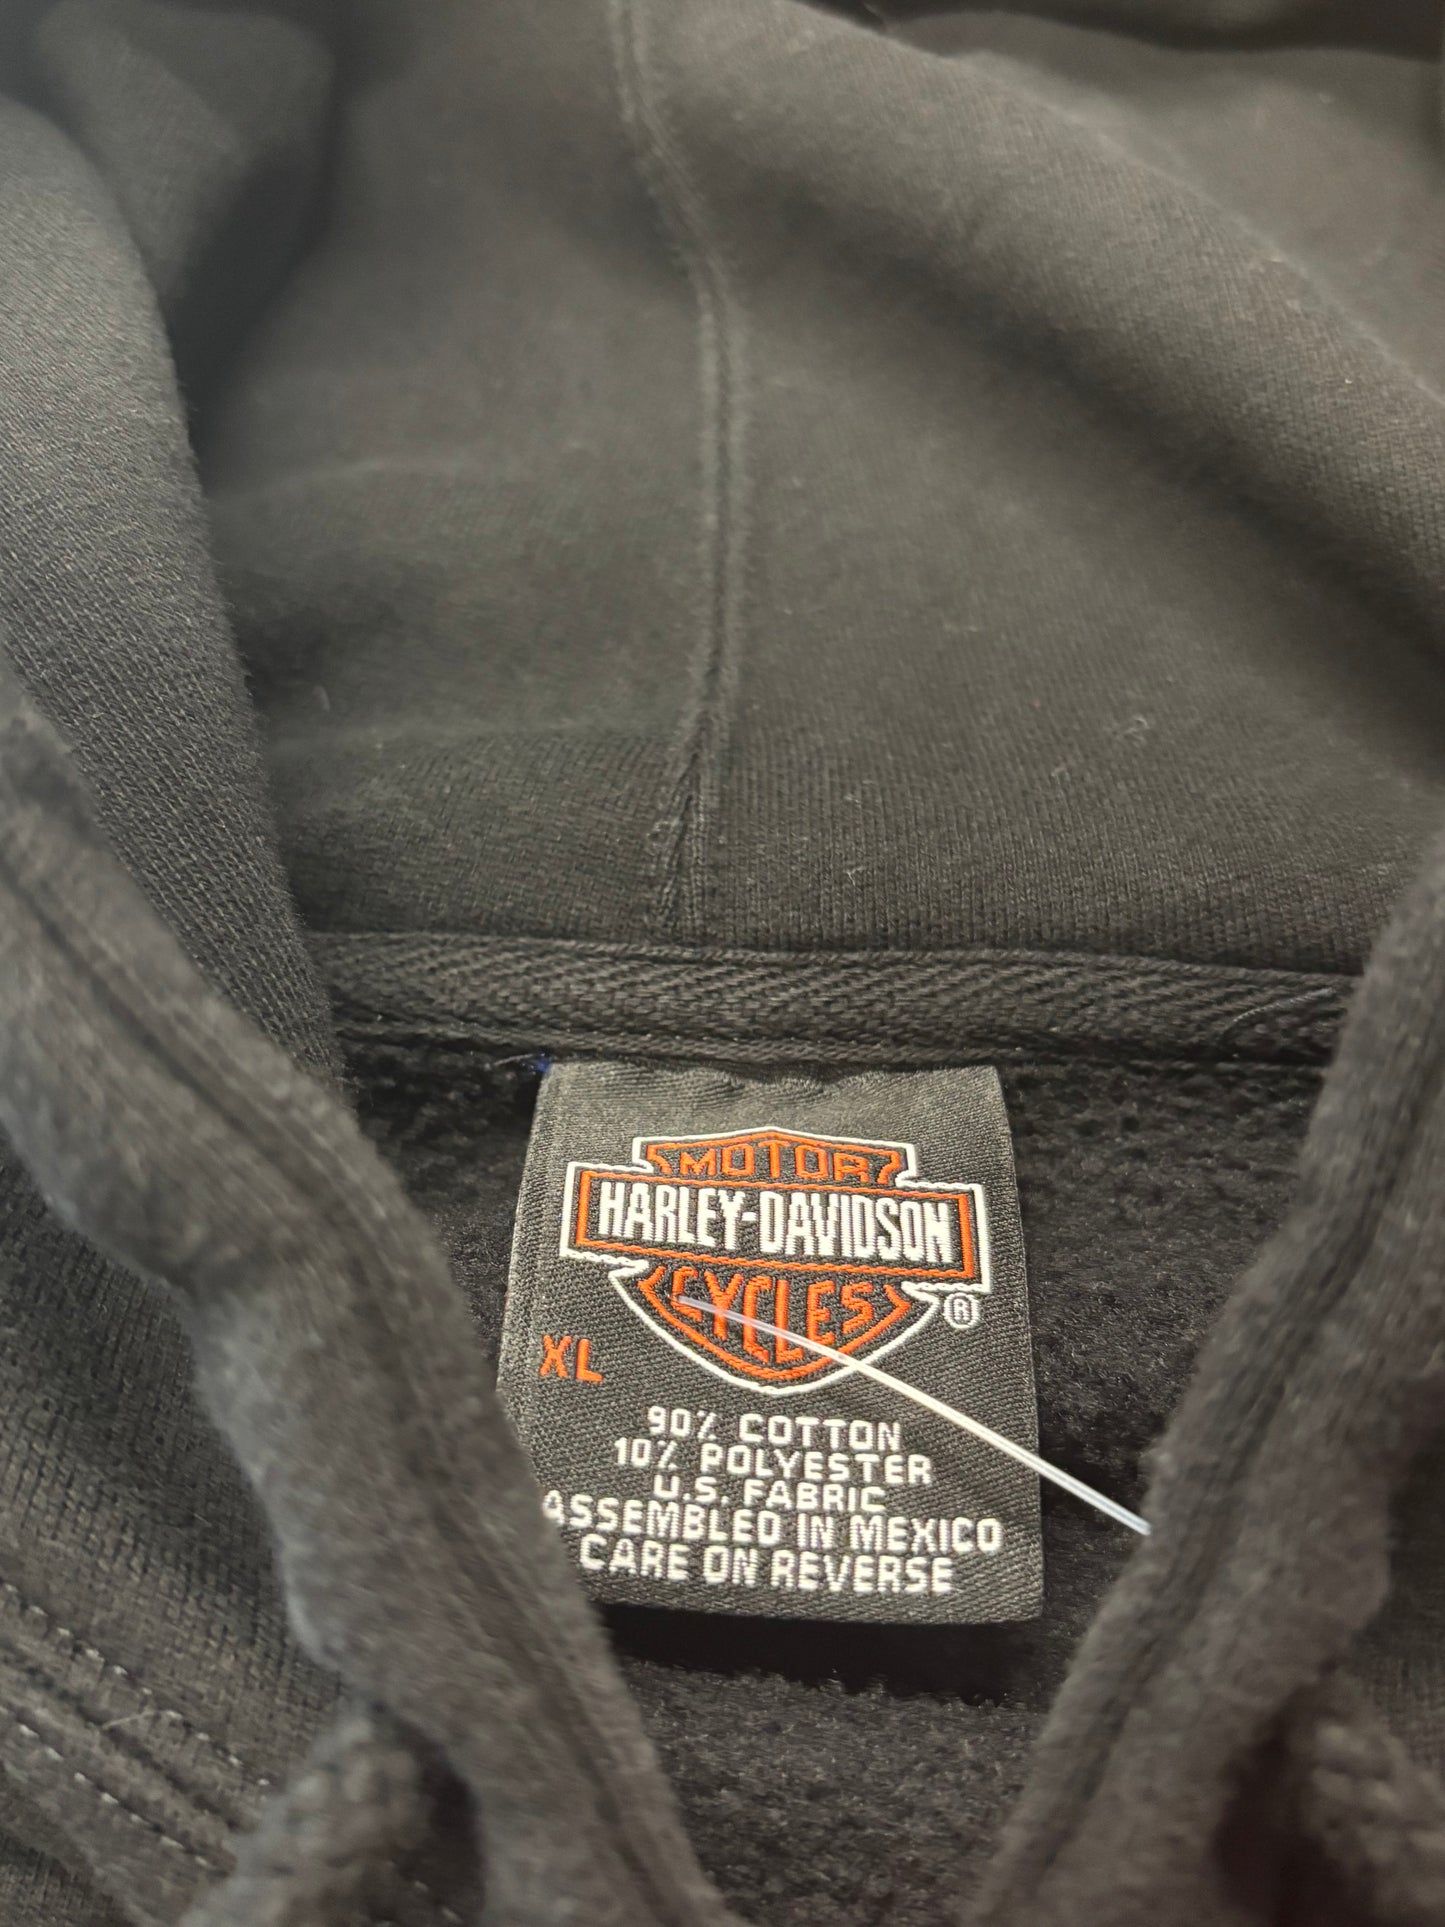 MOTOR
HARLEY-DAVIDSON
CYCLES
®
XL
90% COTTON
10% POLYESTER
U.S. FABRIC
ASSEMBLED IN MEXICO
CARE ON REVERSE